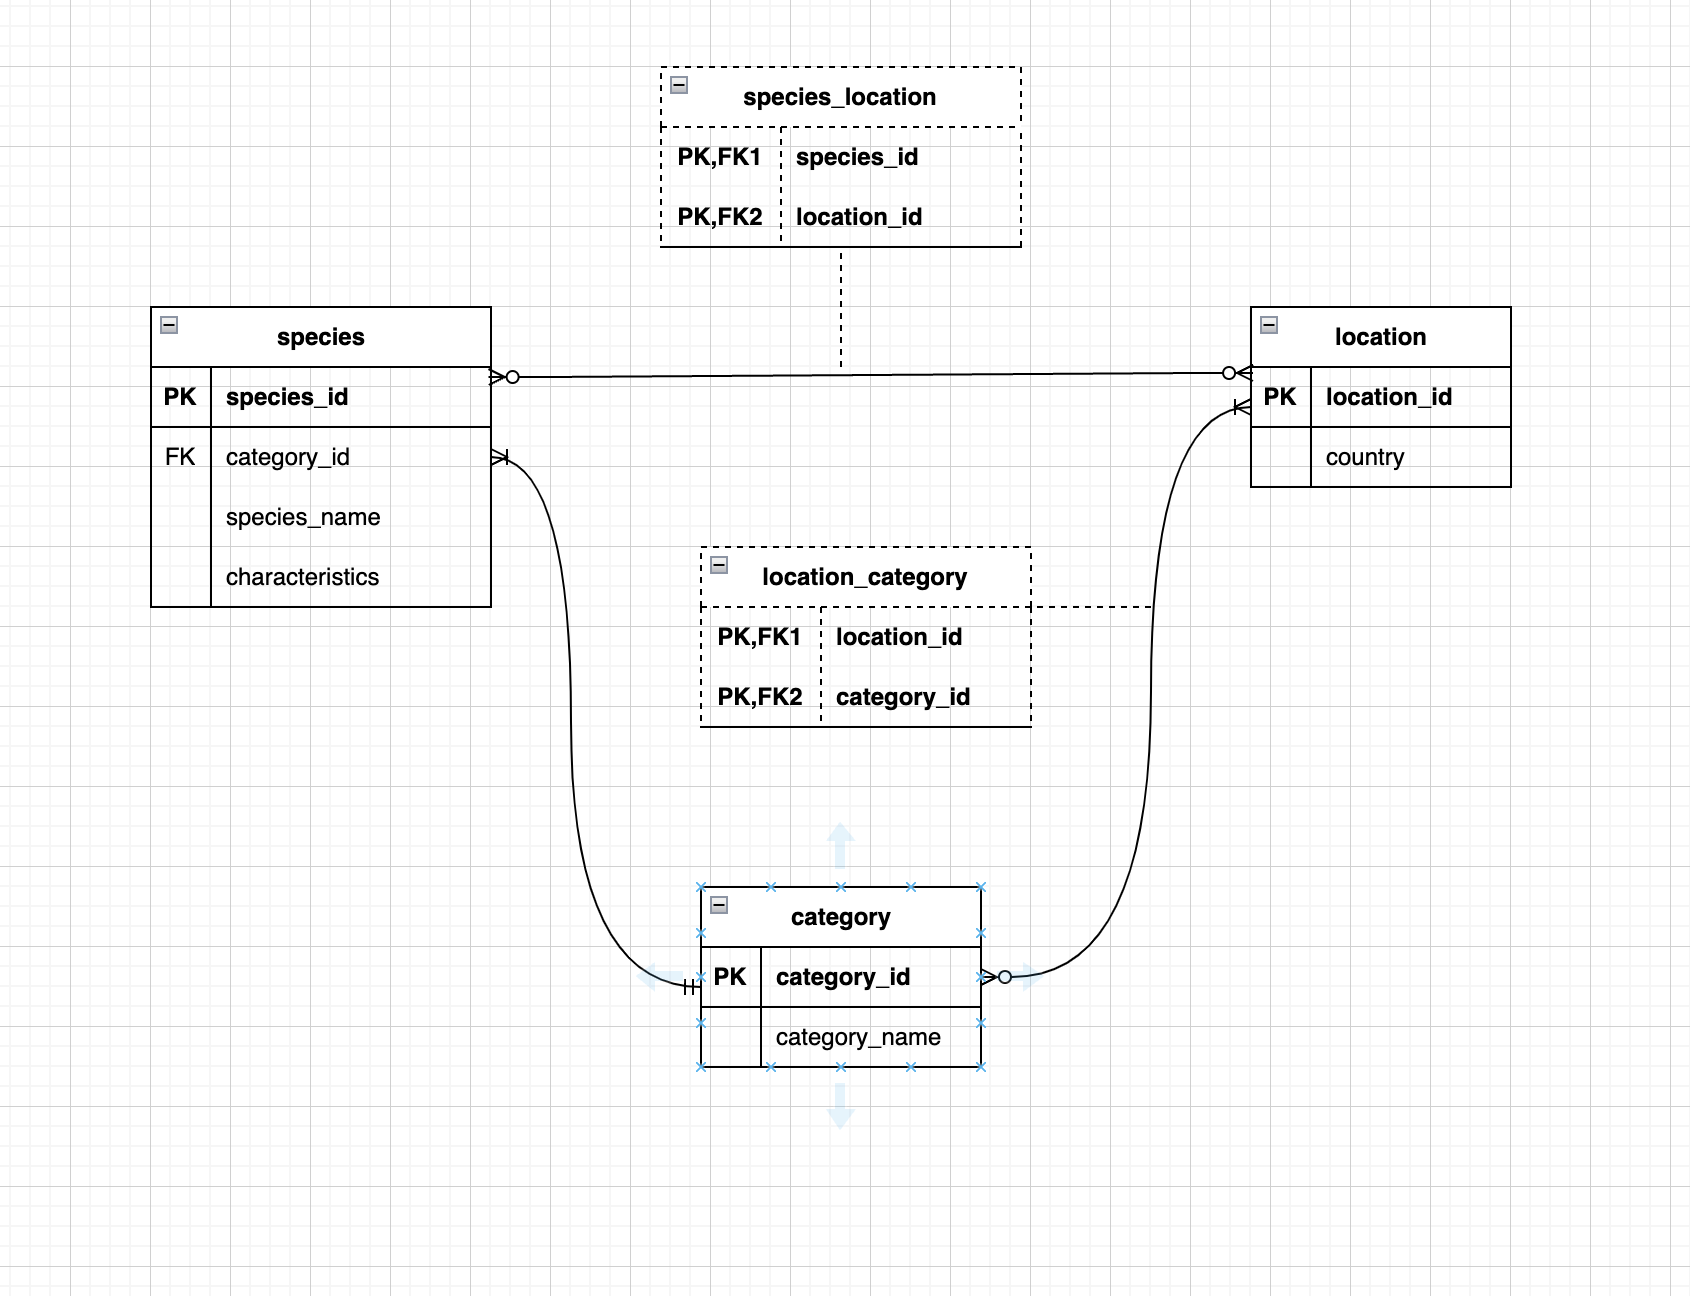 species_location
PK,FK1 species_id
PK,FK2 location_id
species
PK species_id
FK category_id
species_name
characteristics
location
PK location_id
country
location_category
PK,FK1 location_id
PK,FK2 category_id
category
PK category_id
category_name